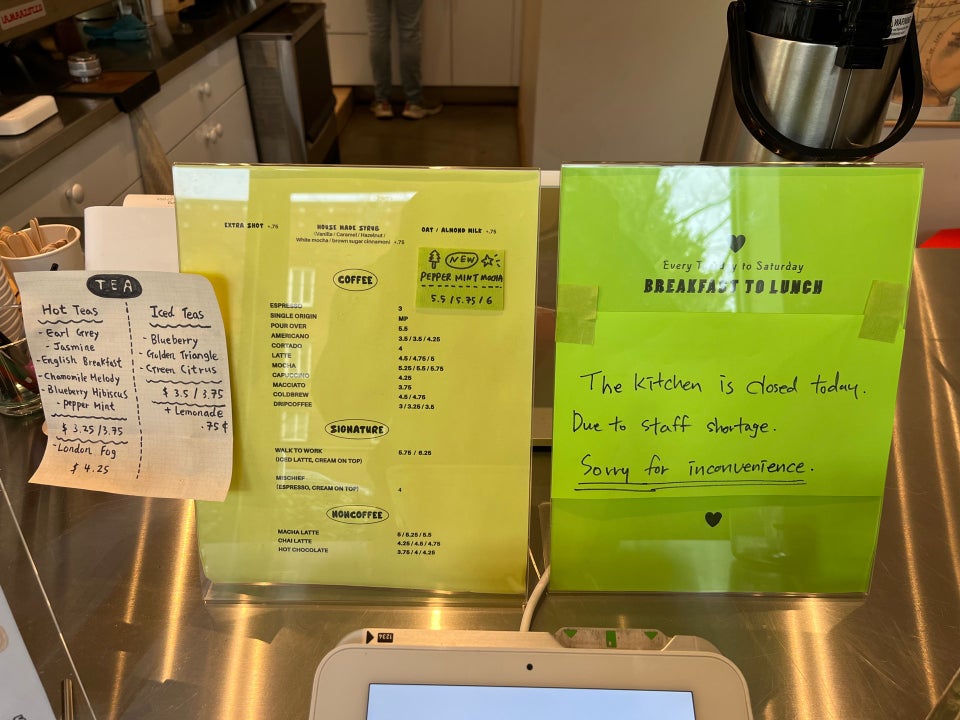 TEA
Hot Teas
- Earl Grey
- Jasmine
- English Breakfast
- Chamomile Melody
- Blueberry Hibiscus
- Pepper Mint
$ 3.25/3.75
- London Fog
$ 4.25
Iced Teas
- Blueberry
- Golden Triangle
- Green Citrus
$ 3.5 / 3.75
+ Lemonade
.75 ¢
EXTRA SHOT +.75
HOUSE MADE SYRUG
(Vanilla / Caramel / Hazelnut /
White mocha / brown sugar cinnamon) +.75
OAT / ALMOND MILK +.75
NEW
PEPPER MINT MOCHA
5.5 / 5.75 / 6
COFFEE
ESPRESSO 3
SINGLE ORIGIN MP
POUR OVER 5.5
AMERICANO 3.5 / 3.8 / 4.25
CORTADO 4
LATTE 4.5 / 4.75 / 5
MOCHA 5.25 / 5.5 / 5.75
CAPUCCINO 4.25
MACCIATO 3.75
COLDBREW 4.5 / 4.75
DRIPCOFFEE 3 / 3.25 / 3.5
SIGNATURE
WALK TO WORK 5.75 / 6.25
(ICED LATTE, CREAM ON TOP)
MISCHIEF
(ESPRESSO, CREAM ON TOP) 4
NONCOFFEE
MACHA LATTE 5 / 5.25 / 5.5
CHAI LATTE 4.25 / 4.5 / 4.75
HOT CHOCOLATE 3.75 / 4 / 4.25
Every to Saturday
BREAKFAST TO LUNCH
The Kitchen is closed today.
Due to staff shortage.
Sorry for inconvenience.